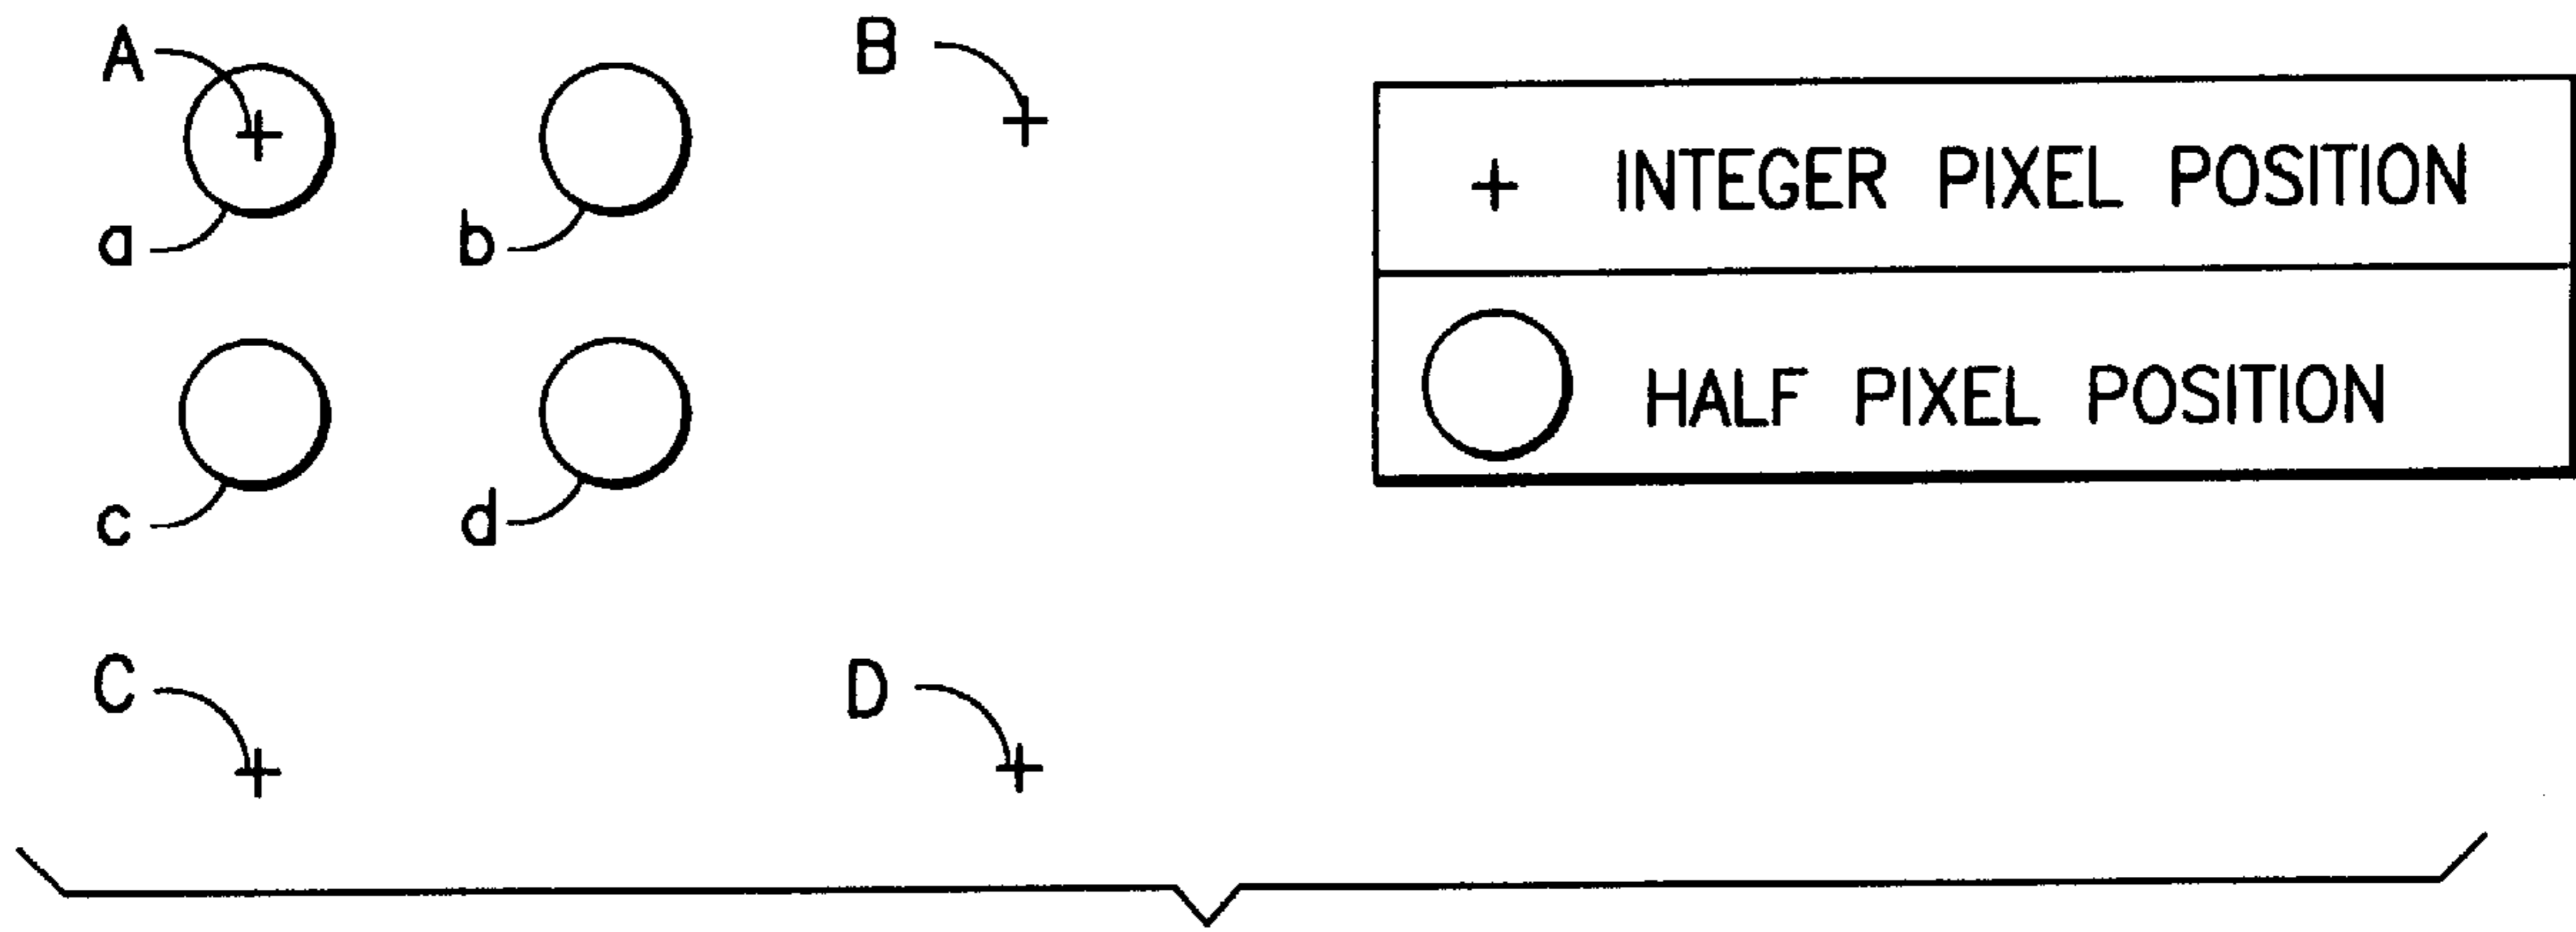 A
B
a
b
c
d
C
D
+ INTEGER PIXEL POSITION
HALF PIXEL POSITION